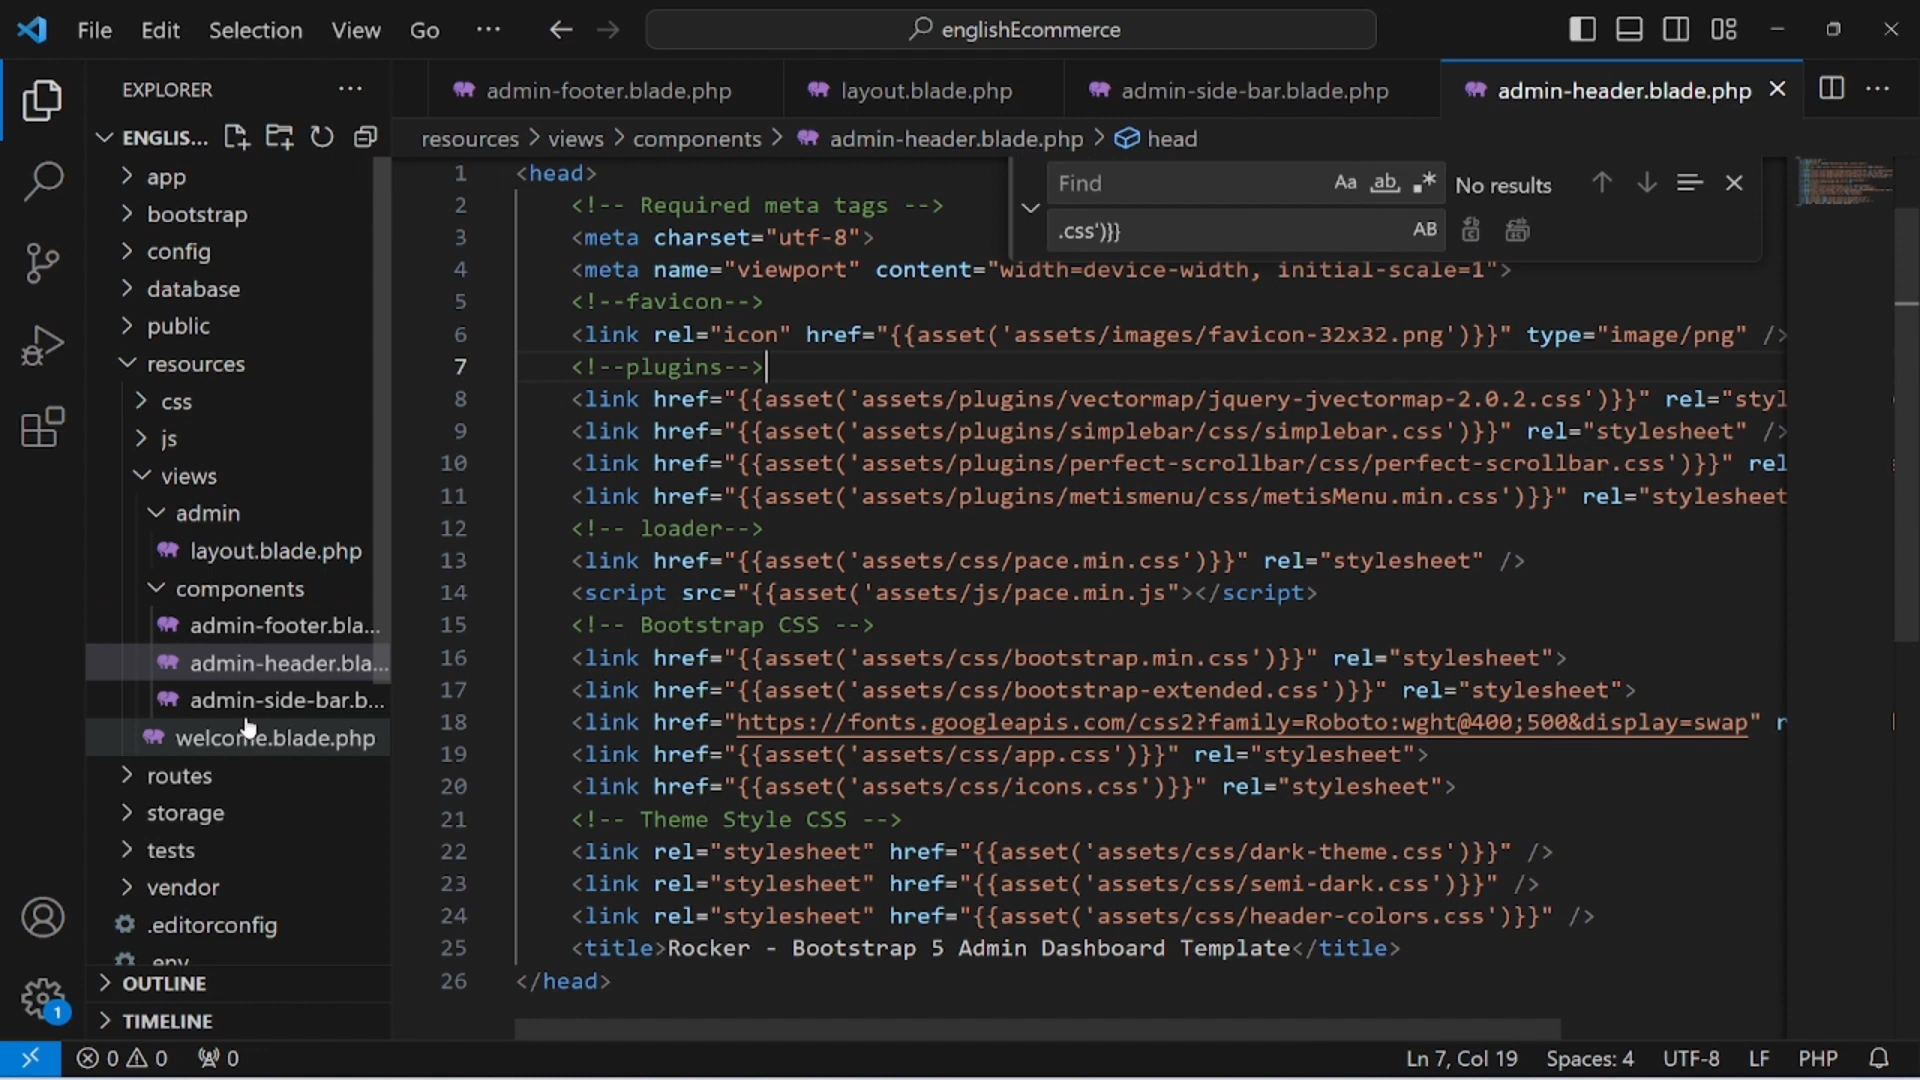 File Edit Selection View Go ··· englishEcommerce
EXPLORER ···
ENGLIS...
app
bootstrap
config
database
public
resources
css
js
views
admin
layout.blade.php
components
admin-footer.bla...
admin-header.bla...
admin-side-bar.b...
welcome.blade.php
routes
storage
tests
vendor
.editorconfig
.env
OUTLINE
TIMELINE
1
admin-footer.blade.php layout.blade.php admin-side-bar.blade.php admin-header.blade.php
resources > views > components > admin-header.blade.php > head
Find Aa ab No results
.css')}} AB
1 <head>
2 <!-- Required meta tags -->
3 <meta charset="utf-8">
4 <meta name="viewport" content="width=device-width, initial-scale=1">
5 <!--favicon-->
6 <link rel="icon" href="{{asset('assets/images/favicon-32x32.png')}}" type="image/png" />
7 <!--plugins-->
8 <link href="{{asset('assets/plugins/vectormap/jquery-jvectormap-2.0.2.css')}}" rel="styl
9 <link href="{{asset('assets/plugins/simplebar/css/simplebar.css')}}" rel="stylesheet" />
10 <link href="{{asset('assets/plugins/perfect-scrollbar/css/perfect-scrollbar.css')}}" rel
11 <link href="{{asset('assets/plugins/metismenu/css/metisMenu.min.css')}}" rel="stylesheet
12 <!-- loader-->
13 <link href="{{asset('assets/css/pace.min.css')}}" rel="stylesheet" />
14 <script src="{{asset('assets/js/pace.min.js"></script>
15 <!-- Bootstrap CSS -->
16 <link href="{{asset('assets/css/bootstrap.min.css')}}" rel="stylesheet">
17 <link href="{{asset('assets/css/bootstrap-extended.css')}}" rel="stylesheet">
18 <link href="https://fonts.googleapis.com/css2?family=Roboto:wght@400;500&display=swap" r
19 <link href="{{asset('assets/css/app.css')}}" rel="stylesheet">
20 <link href="{{asset('assets/css/icons.css')}}" rel="stylesheet">
21 <!-- Theme Style CSS -->
22 <link rel="stylesheet" href="{{asset('assets/css/dark-theme.css')}}" />
23 <link rel="stylesheet" href="{{asset('assets/css/semi-dark.css')}}" />
24 <link rel="stylesheet" href="{{asset('assets/css/header-colors.css')}}" />
25 <title>Rocker - Bootstrap 5 Admin Dashboard Template</title>
26 </head>
0 0 0 Ln 7, Col 19 Spaces: 4 UTF-8 LF PHP